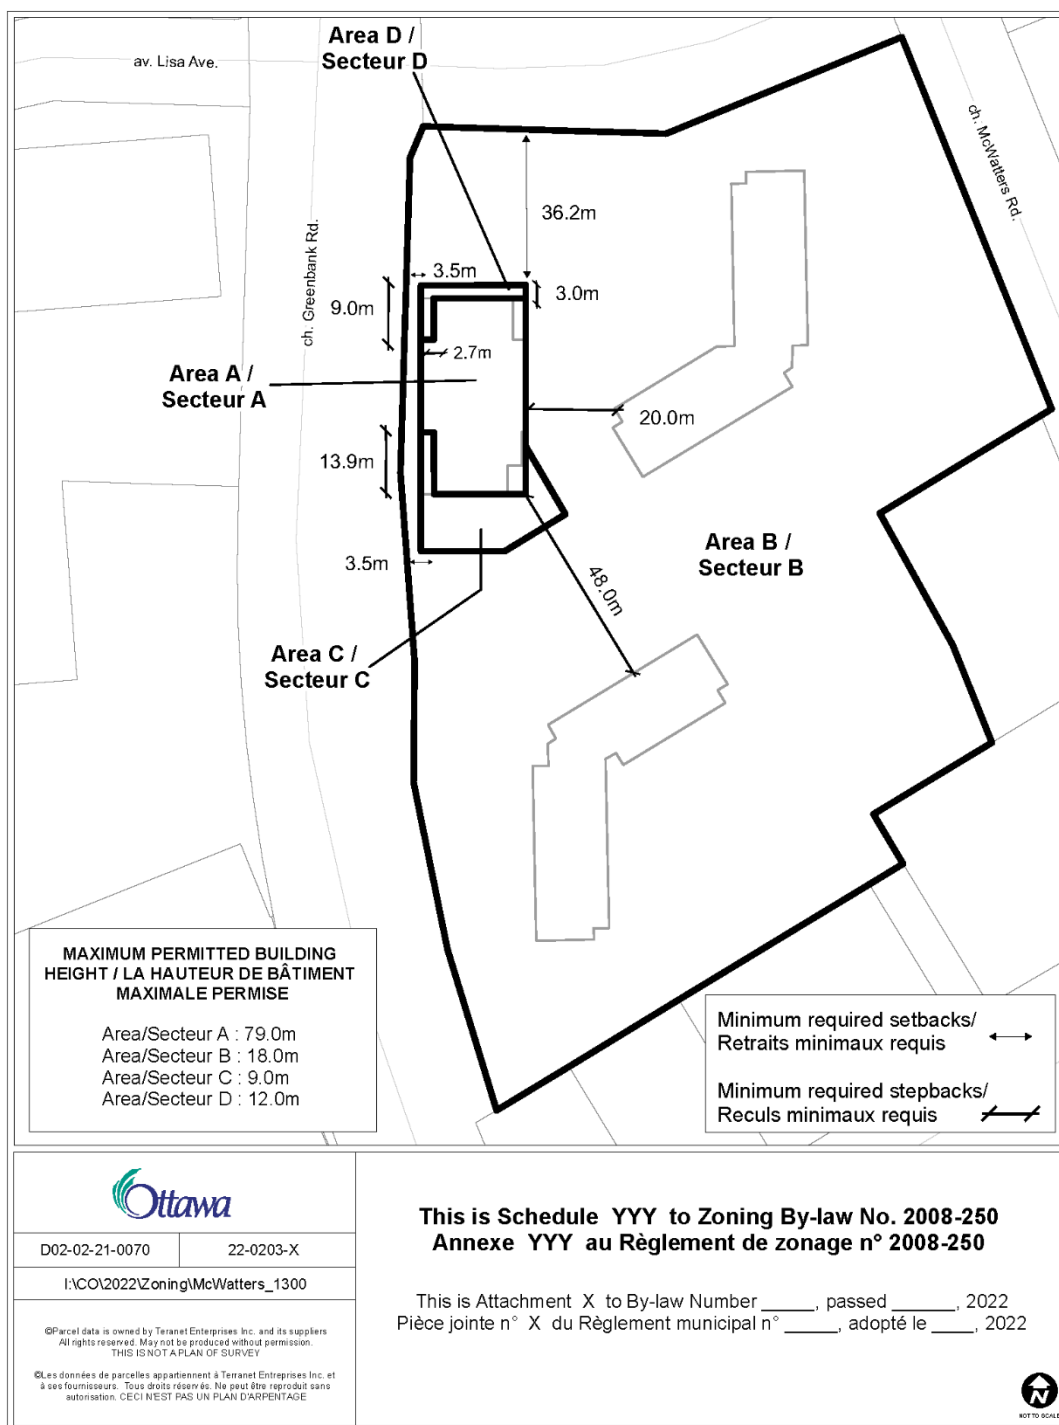 Area D /
Secteur D
av. Lisa Ave.
ch. McWatters Rd.
36.2m
ch. Greenbank Rd.
3.5m
9.0m
3.0m
2.7m
Area A /
Secteur A
20.0m
13.9m
Area B /
Secteur B
3.5m
48.0m
Area C /
Secteur C
MAXIMUM PERMITTED BUILDING
HEIGHT / LA HAUTEUR DE BÂTIMENT
MAXIMALE PERMISE
Area/Secteur A : 79.0m
Area/Secteur B : 18.0m
Area/Secteur C : 9.0m
Area/Secteur D : 12.0m
Minimum required setbacks/
Retraits minimaux requis
Minimum required stepbacks/
Reculs minimaux requis
Ottawa
D02-02-21-0070
22-0203-X
I:\CO\2022\Zoning\McWatters_1300
©Parcel data is owned by Teranet Enterprises Inc. and its suppliers
All rights reserved. May not be produced without permission.
THIS IS NOT A PLAN OF SURVEY
©Les données de parcelles appartiennent à Terranet Entreprises Inc. et
à ses fournisseurs. Tous droits réservés. Ne peut être reproduit sans
autorisation. CECI N'EST PAS UN PLAN D'ARPENTAGE
This is Schedule YYY to Zoning By-law No. 2008-250
Annexe YYY au Règlement de zonage n° 2008-250
This is Attachment X to By-law Number _____, passed ______, 2022
Pièce jointe n° X du Règlement municipal n° _____, adopté le ____, 2022
N
NOT TO SCALE